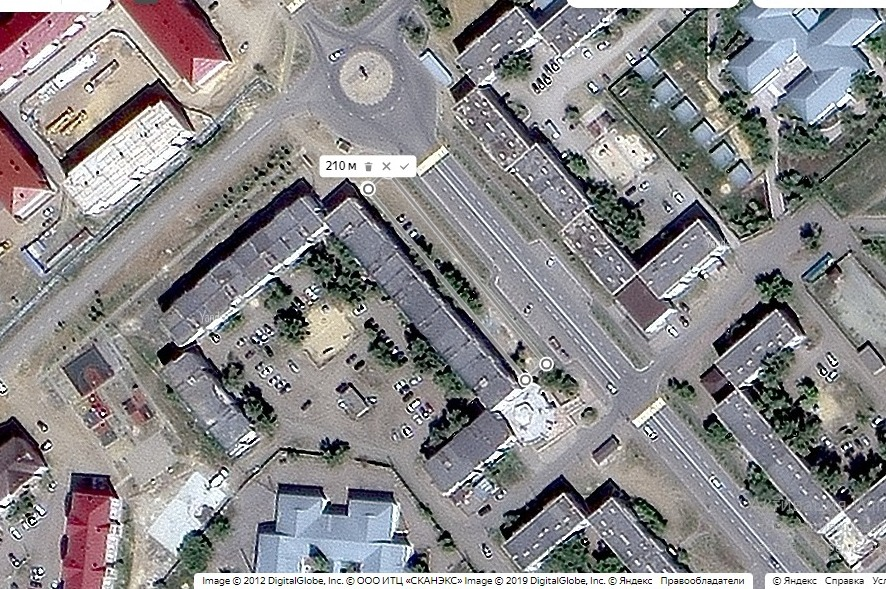 210 м
Image © 2012 DigitalGlobe, Inc. © ООО ИТЦ «СКАНЭКС» Image © 2019 DigitalGlobe, Inc. © Яндекс Правообладатели
© Яндекс Справка